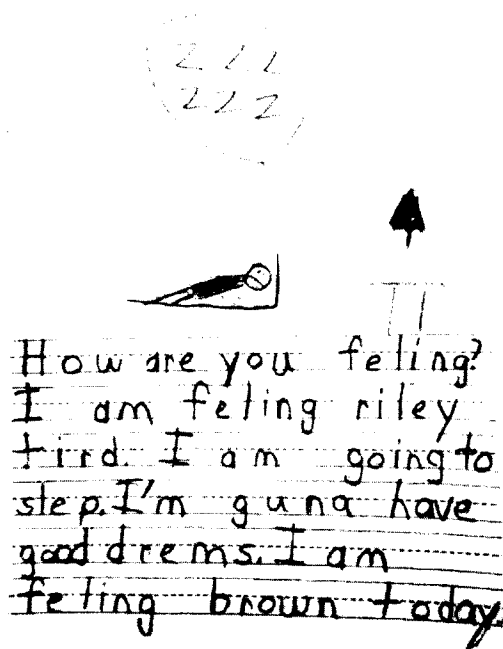 z z z
z z z
How are you feling?
I am feling riley
tird. I am going to
slep. I'm guna have
good drems. I am
feling brown today.